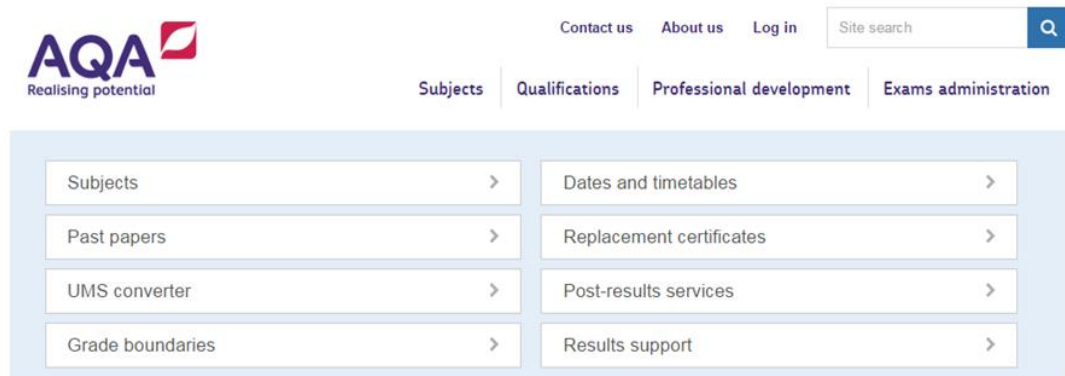 Contact us About us Log in Site search
AQA
Realising potential
Subjects Qualifications Professional development Exams administration
Subjects Dates and timetables
Past papers Replacement certificates
UMS converter Post-results services
Grade boundaries Results support